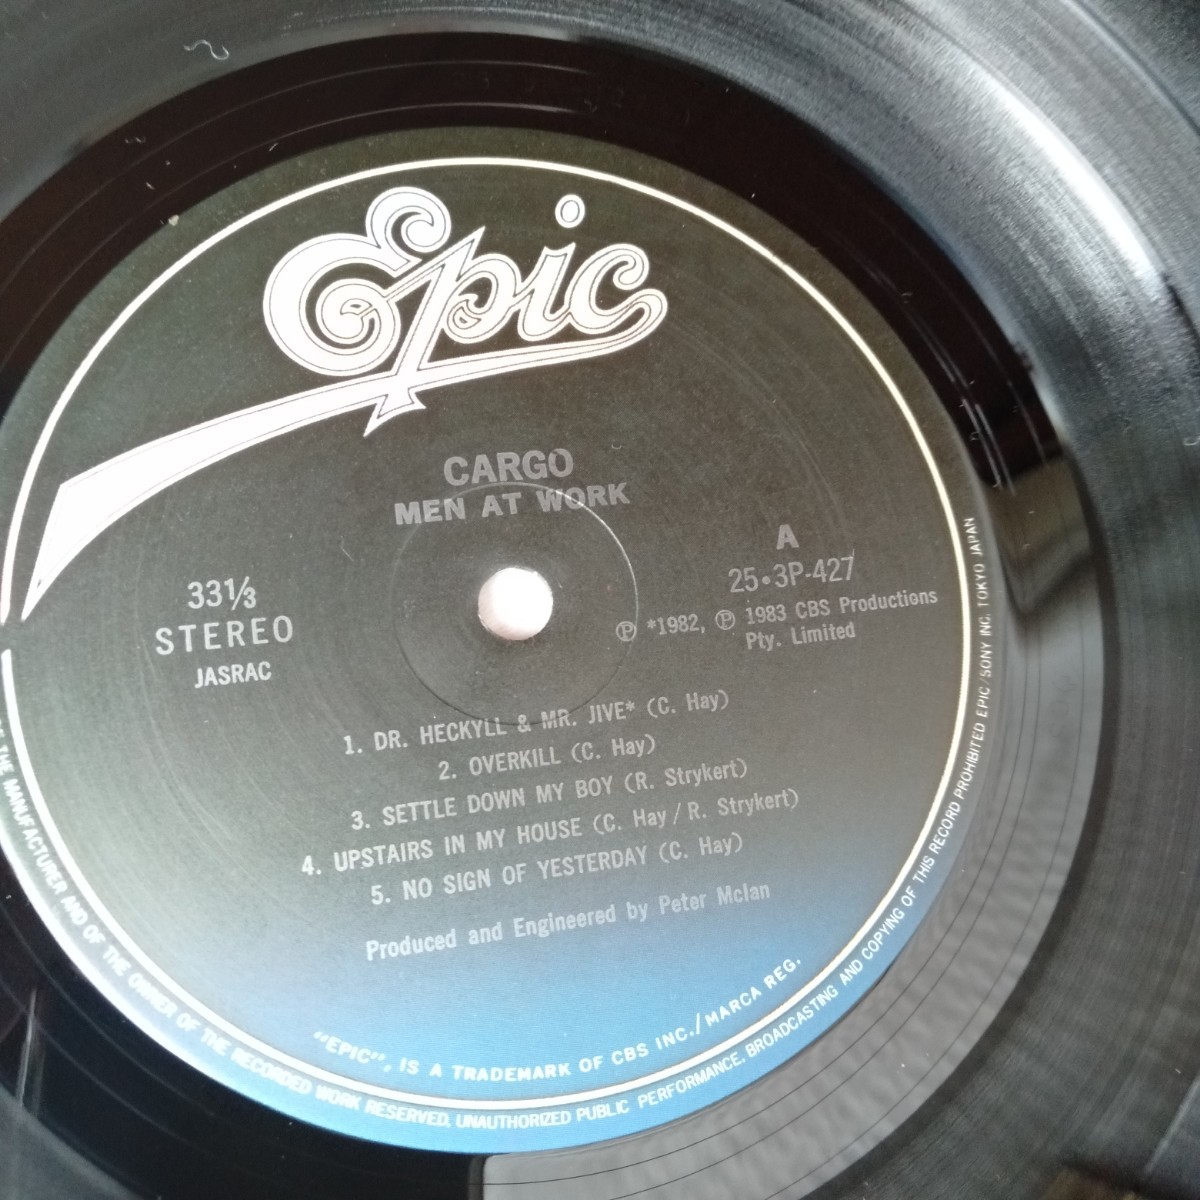 Epic
CARGO
MEN AT WORK
33⅓
STEREO
JASRAC
A
25•3P-427
Ⓟ *1982, Ⓟ 1983 CBS Productions
Pty. Limited
1. DR. HECKYLL & MR. JIVE* (C. Hay)
2. OVERKILL (C. Hay)
3. SETTLE DOWN MY BOY (R. Strykert)
4. UPSTAIRS IN MY HOUSE (C. Hay / R. Strykert)
5. NO SIGN OF YESTERDAY (C. Hay)
Produced and Engineered by Peter McIan
"EPIC", IS A TRADEMARK OF CBS INC./MARCA REG.
OF THE MANUFACTURER AND OF THE OWNER OF THE RECORDED WORK RESERVED. UNAUTHORIZED PUBLIC PERFORMANCE, BROADCASTING AND COPYING OF THIS RECORD PROHIBITED EPIC/SONY INC. TOKYO JAPAN